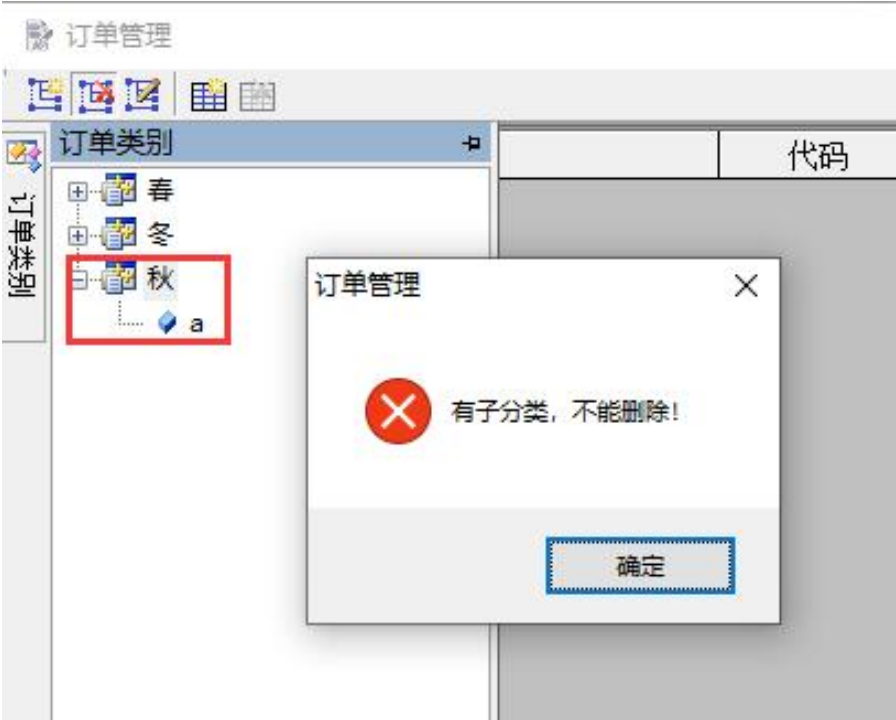 订单管理
订单类别
代码
订单类别
春
冬
秋
a
订单管理
有子分类，不能删除！
确定